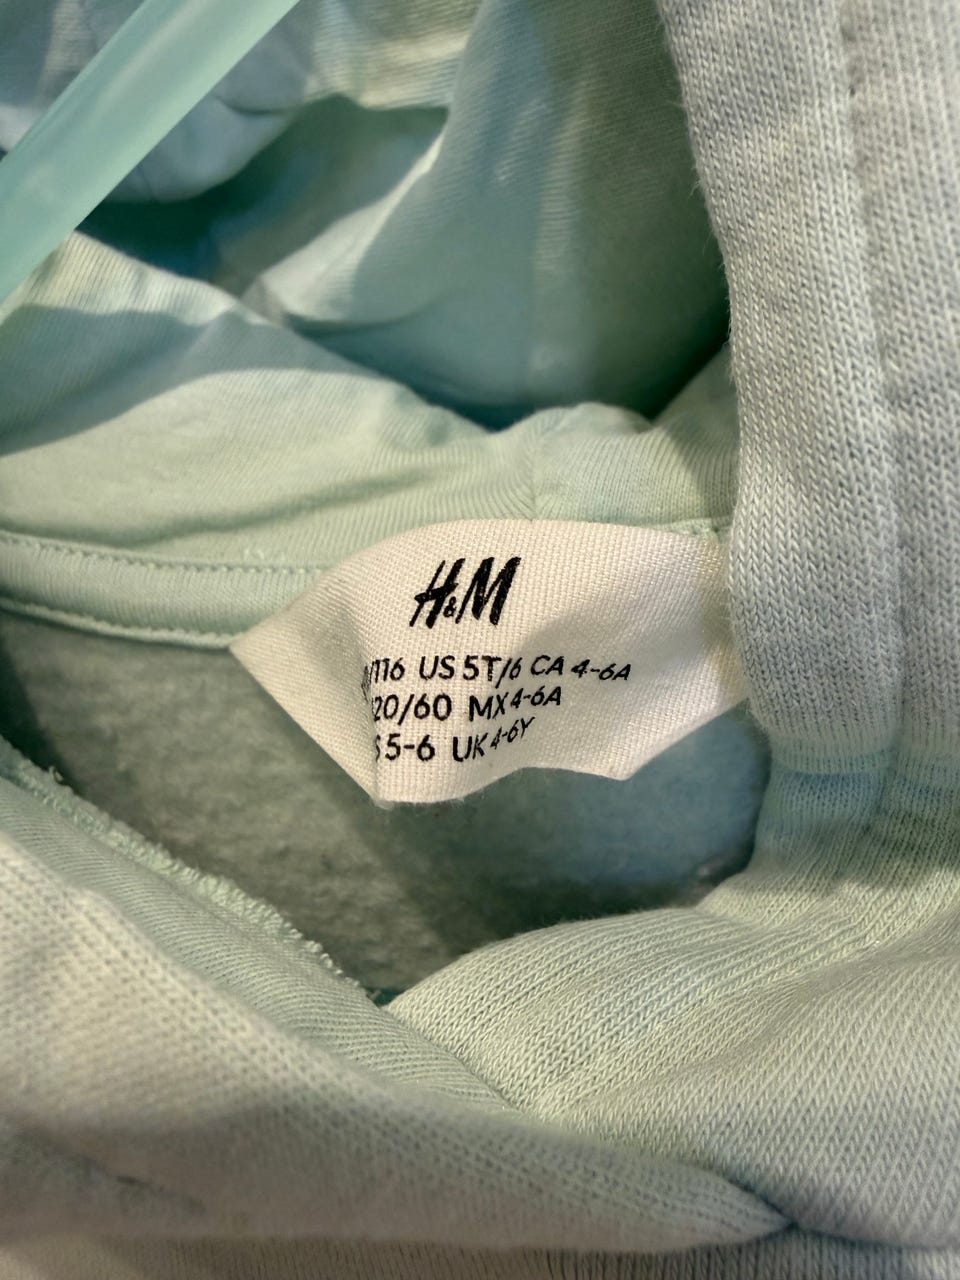 H&M
/116 US 5T/6 CA 4-6A
20/60 MX 4-6A
5-6 UK 4-6Y